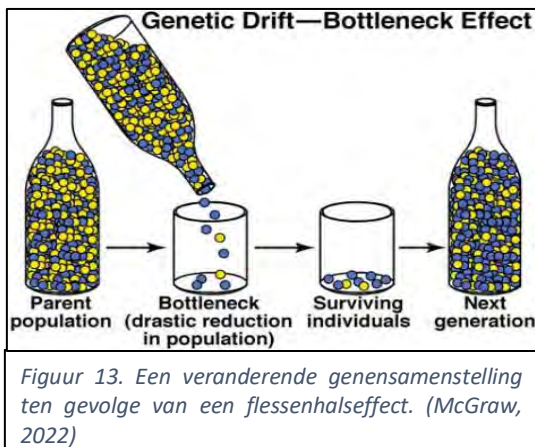 Genetic Drift—Bottleneck Effect
Parent population
Bottleneck (drastic reduction in population)
Surviving individuals
Next generation
Figuur 13. Een veranderende genensamenstelling
ten gevolge van een flessenhalseffect. (McGraw,
2022)